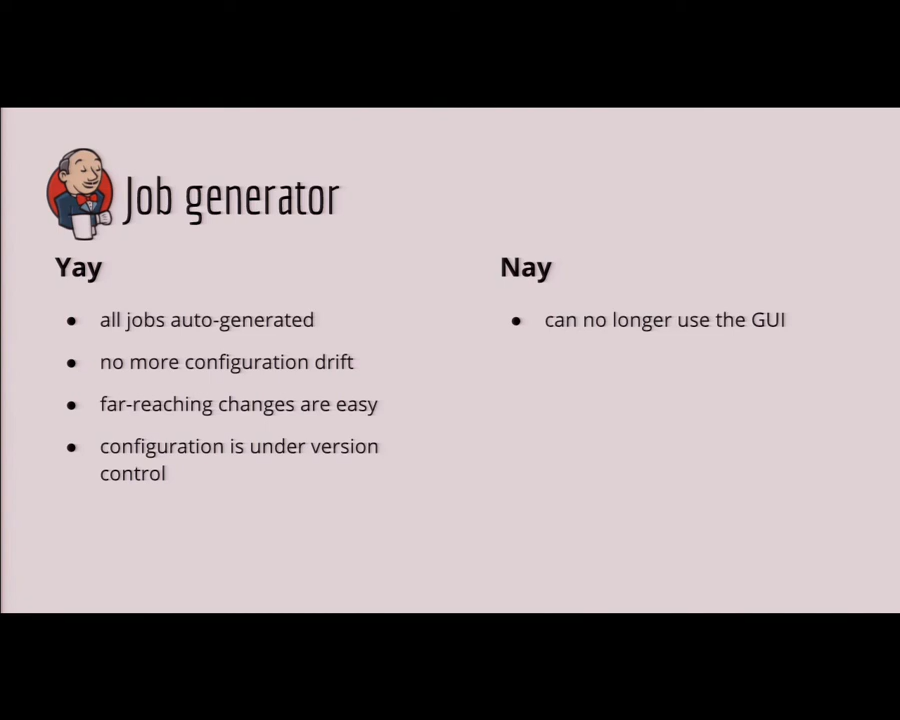 Job generator
Yay
● all jobs auto-generated
● no more configuration drift
● far-reaching changes are easy
● configuration is under version
control
Nay
● can no longer use the GUI